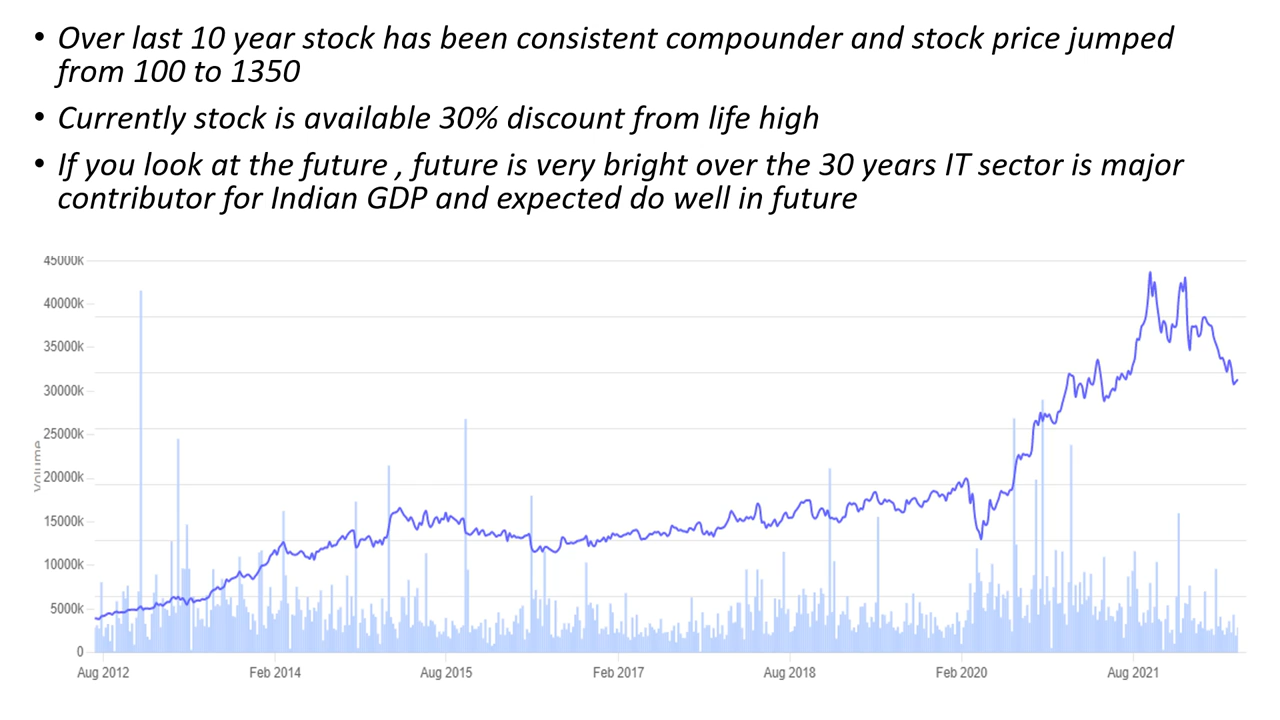 • Over last 10 year stock has been consistent compounder and stock price jumped
from 100 to 1350
• Currently stock is available 30% discount from life high
• If you look at the future , future is very bright over the 30 years IT sector is major
contributor for Indian GDP and expected do well in future
45000k
40000k
35000k
30000k
25000k
20000k
15000k
10000k
5000k
0
Volume
Aug 2012 Feb 2014 Aug 2015 Feb 2017 Aug 2018 Feb 2020 Aug 2021